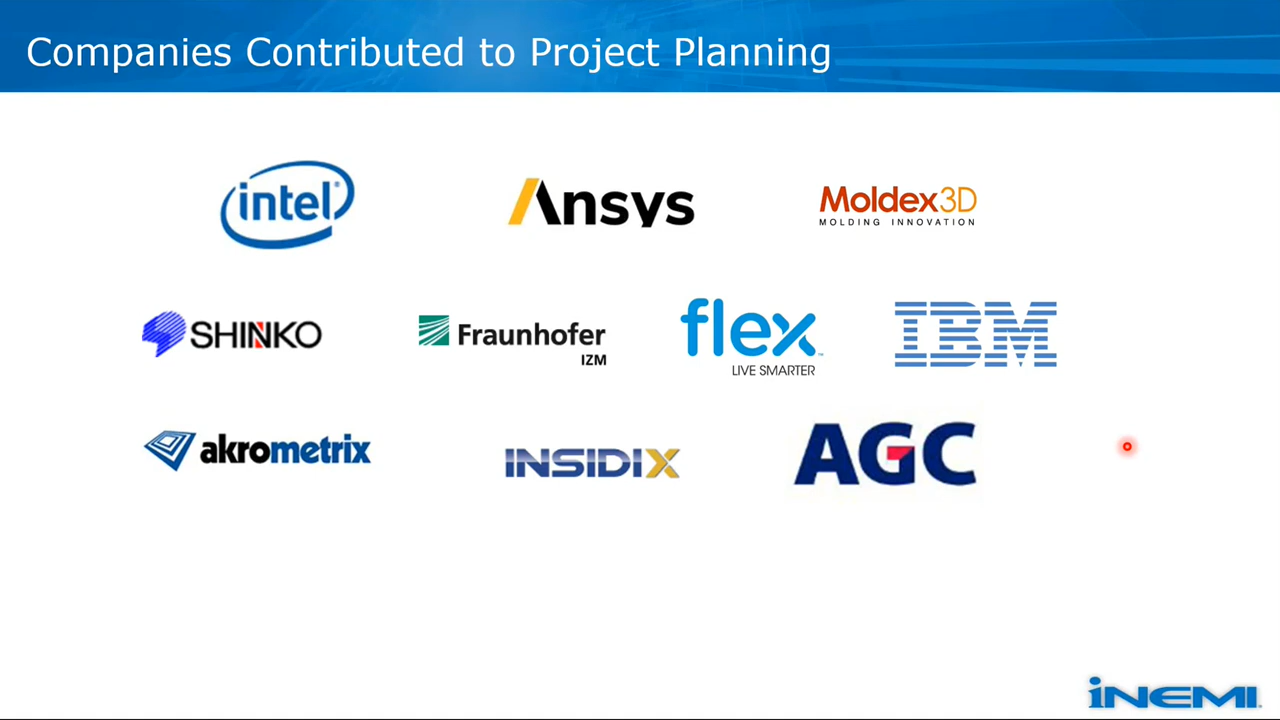 Companies Contributed to Project Planning
intel
Ansys
Moldex3D
MOLDING INNOVATION
SHINKO
Fraunhofer
IZM
flex
LIVE SMARTER
IBM
akrometrix
INSIDIX
AGC
iNEMI